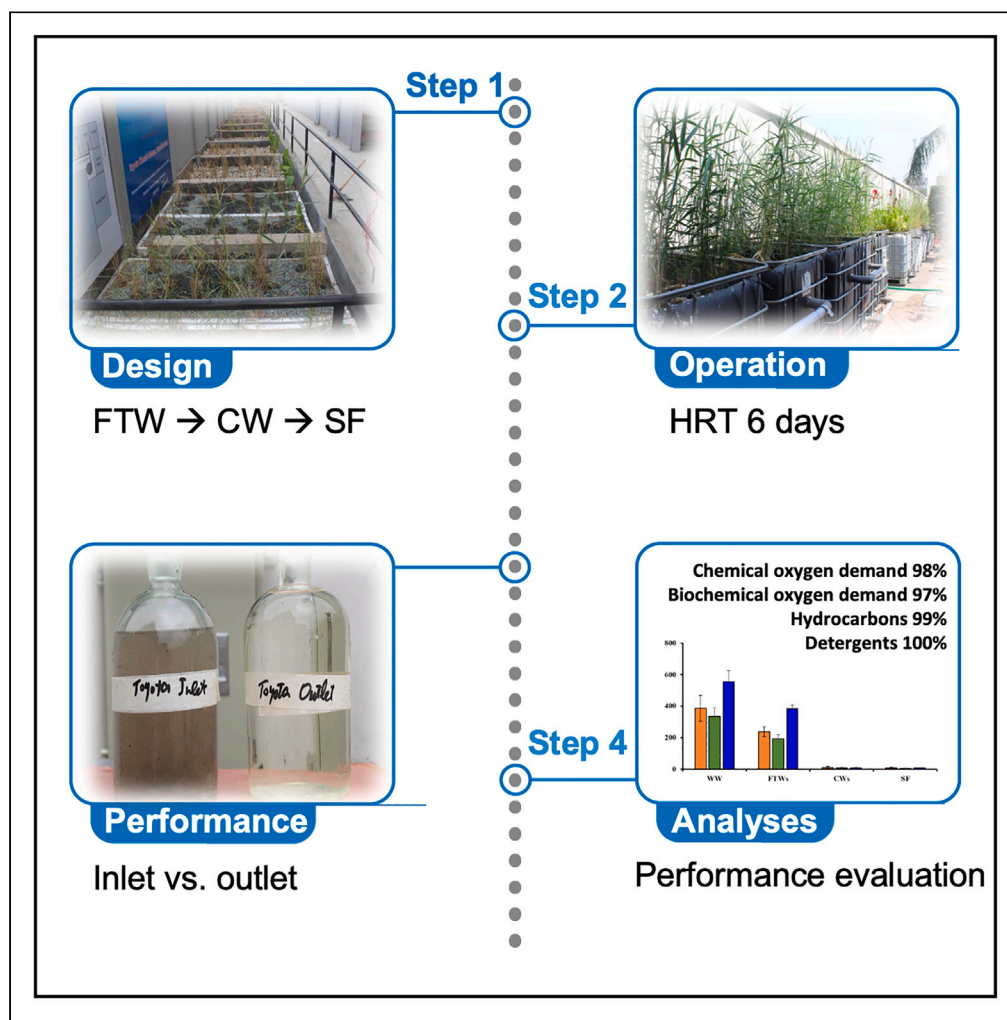 Step 1
Design
FTW → CW → SF
Step 2
Operation
HRT 6 days
Toyota Inlet
Toyota Outlet
Performance
Inlet vs. outlet
Step 4
Chemical oxygen demand 98%
Biochemical oxygen demand 97%
Hydrocarbons 99%
Detergents 100%
800
600
400
200
0
WW FTWs CWs SF
Analyses
Performance evaluation